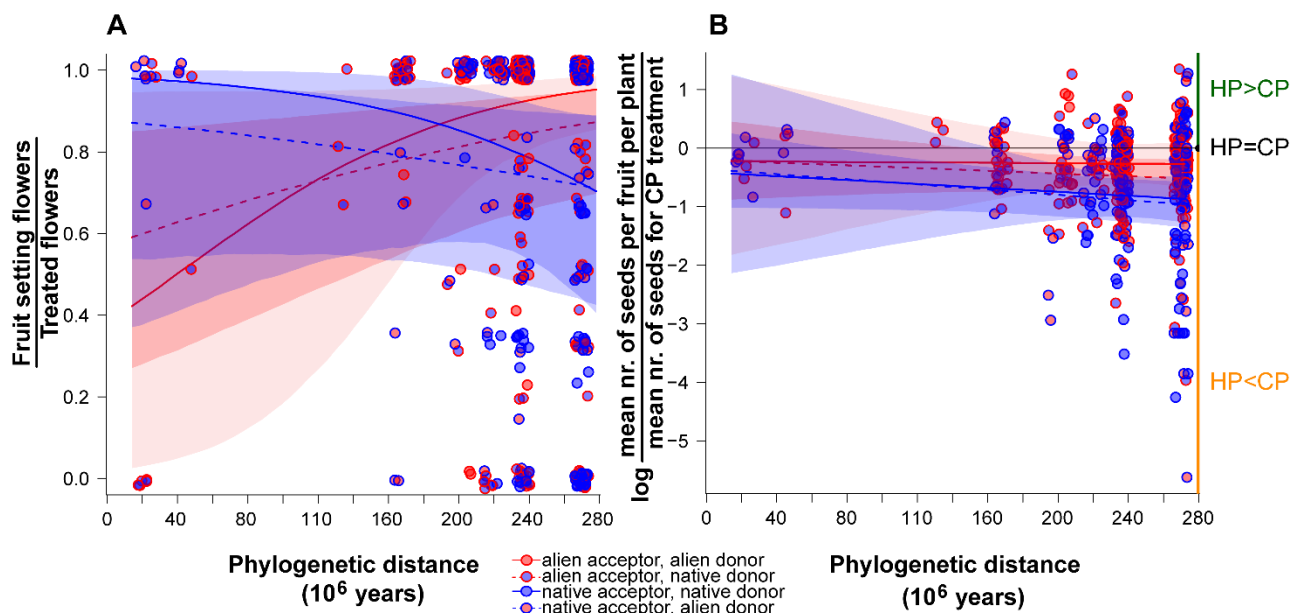 A
Fruit setting flowers
Treated flowers
1.0
0.8
0.6
0.4
0.2
0.0
0 40 80 110 160 200 240 280
Phylogenetic distance
(10⁶ years)
B
log mean nr. of seeds per fruit per plant
mean nr. of seeds for CP treatment
1
0
−1
−2
−3
−4
−5
0 40 80 110 160 200 240 280
Phylogenetic distance
(10⁶ years)
HP>CP
HP=CP
HP<CP
alien acceptor, alien donor
alien acceptor, native donor
native acceptor, native donor
native acceptor, alien donor